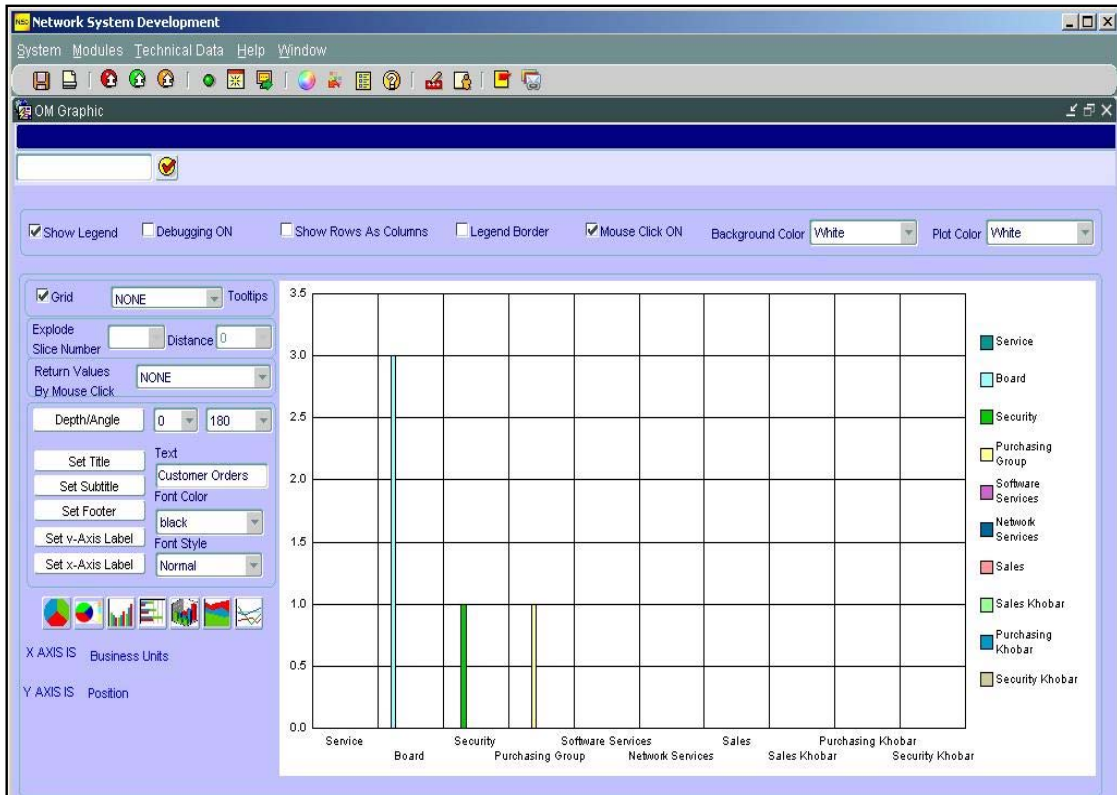 NSD Network System Development
System Modules Technical Data Help Window
OM Graphic
Show Legend Debugging ON Show Rows As Columns Legend Border Mouse Click ON Background Color White Plot Color White
Grid NONE Tooltips
Explode
Slice Number Distance 0
Return Values
By Mouse Click NONE
Depth/Angle 0 180
Set Title
Set Subtitle
Set Footer
Set v-Axis Label
Set x-Axis Label
Text
Customer Orders
Font Color
black
Font Style
Normal
X AXIS IS Business Units
Y AXIS IS Position
3.5
3.0
2.5
2.0
1.5
1.0
0.5
0.0
Service Board Security Purchasing Group Software Services Network Services Sales Sales Khobar Purchasing Khobar Security Khobar
Service
Board
Security
Purchasing
Group
Software
Services
Network
Services
Sales
Sales Khobar
Purchasing
Khobar
Security Khobar